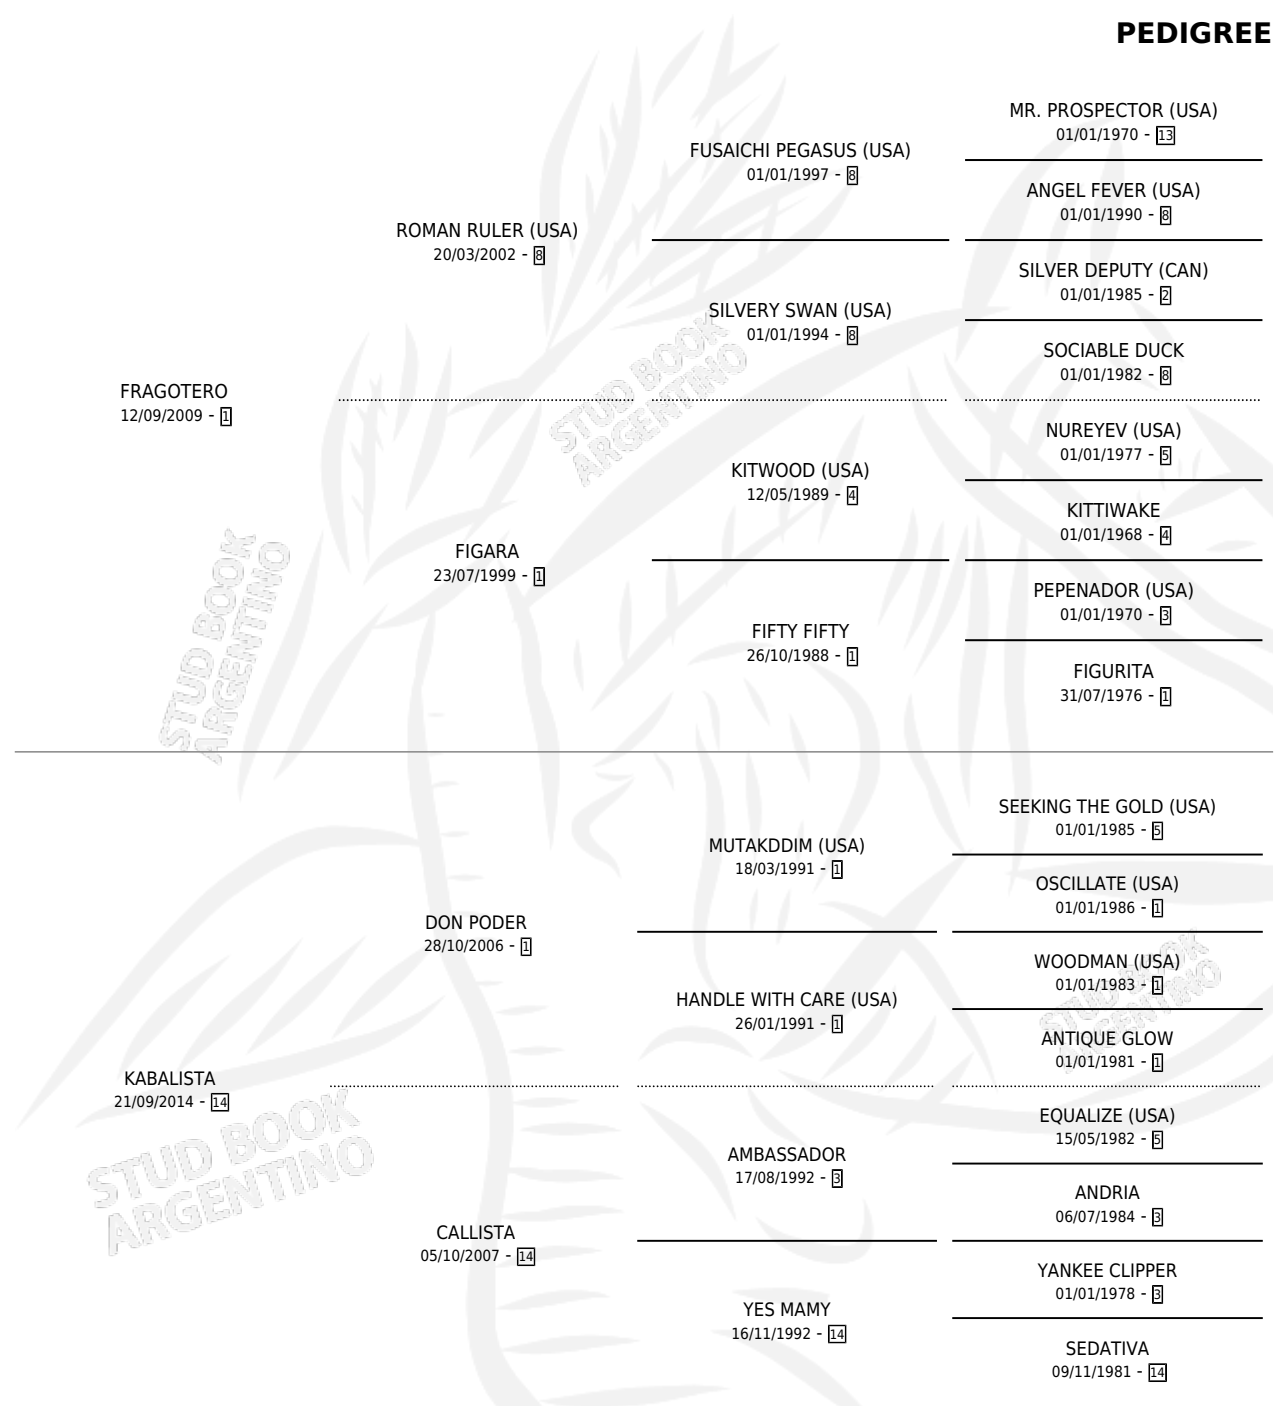 PEDIGREE
MR. PROSPECTOR (USA)
01/01/1970 - 13
FUSAICHI PEGASUS (USA)
01/01/1997 - 8
ANGEL FEVER (USA)
01/01/1990 - 8
ROMAN RULER (USA)
20/03/2002 - 8
SILVER DEPUTY (CAN)
01/01/1985 - 2
SILVERY SWAN (USA)
01/01/1994 - 8
SOCIABLE DUCK
01/01/1982 - 8
FRAGOTERO
12/09/2009 - 1
NUREYEV (USA)
01/01/1977 - 5
KITWOOD (USA)
12/05/1989 - 4
KITTIWAKE
01/01/1968 - 4
FIGARA
23/07/1999 - 1
PEPENADOR (USA)
01/01/1970 - 3
FIFTY FIFTY
26/10/1988 - 1
FIGURITA
31/07/1976 - 1
STUD BOOK
ARGENTINO
STUD BOOK
ARGENTINO
SEEKING THE GOLD (USA)
01/01/1985 - 5
MUTAKDDIM (USA)
18/03/1991 - 1
OSCILLATE (USA)
01/01/1986 - 1
DON PODER
28/10/2006 - 1
WOODMAN (USA)
01/01/1983 - 1
HANDLE WITH CARE (USA)
26/01/1991 - 1
ANTIQUE GLOW
01/01/1981 - 1
KABALISTA
21/09/2014 - 14
EQUALIZE (USA)
15/05/1982 - 5
AMBASSADOR
17/08/1992 - 3
ANDRIA
06/07/1984 - 3
CALLISTA
05/10/2007 - 14
YANKEE CLIPPER
01/01/1978 - 3
YES MAMY
16/11/1992 - 14
SEDATIVA
09/11/1981 - 14
STUD BOOK
ARGENTINO
STUD BOOK
ARGENTINO